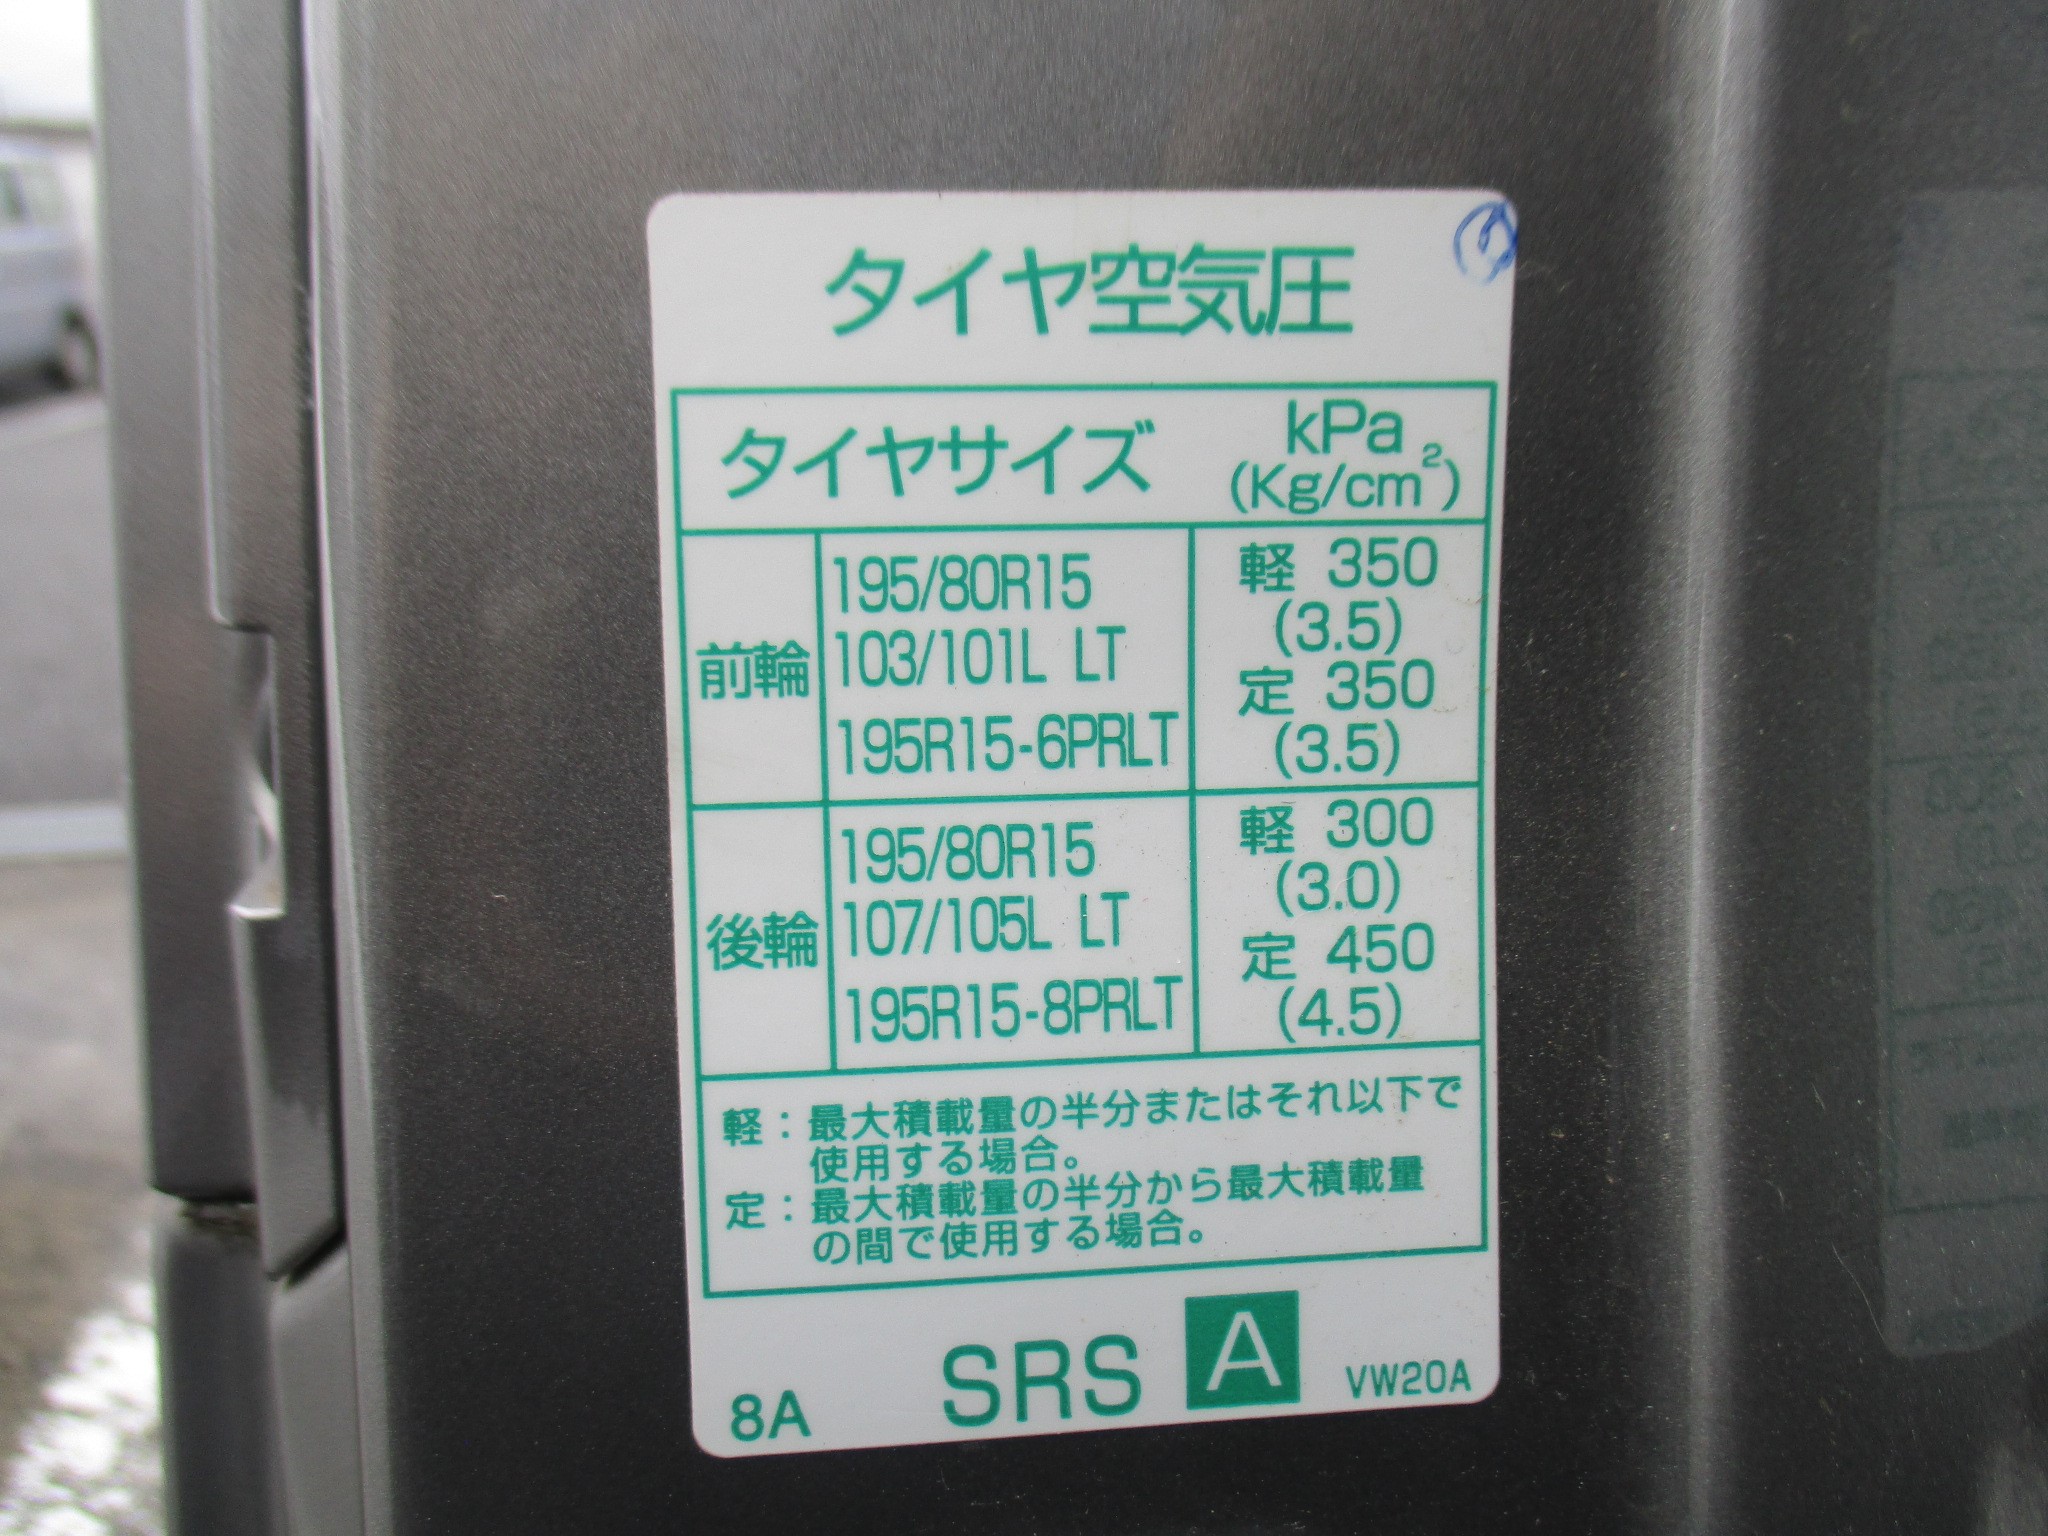 タイヤ空気圧
タイヤサイズ
kPa
(Kg/cm²)
前輪
195/80R15
103/101L LT
195R15-6PRLT
軽 350
(3.5)
定 350
(3.5)
後輪
195/80R15
107/105L LT
195R15-8PRLT
軽 300
(3.0)
定 450
(4.5)
軽：最大積載量の半分またはそれ以下で
使用する場合。
定：最大積載量の半分から最大積載量
の間で使用する場合。
8A
SRS
A
VW20A